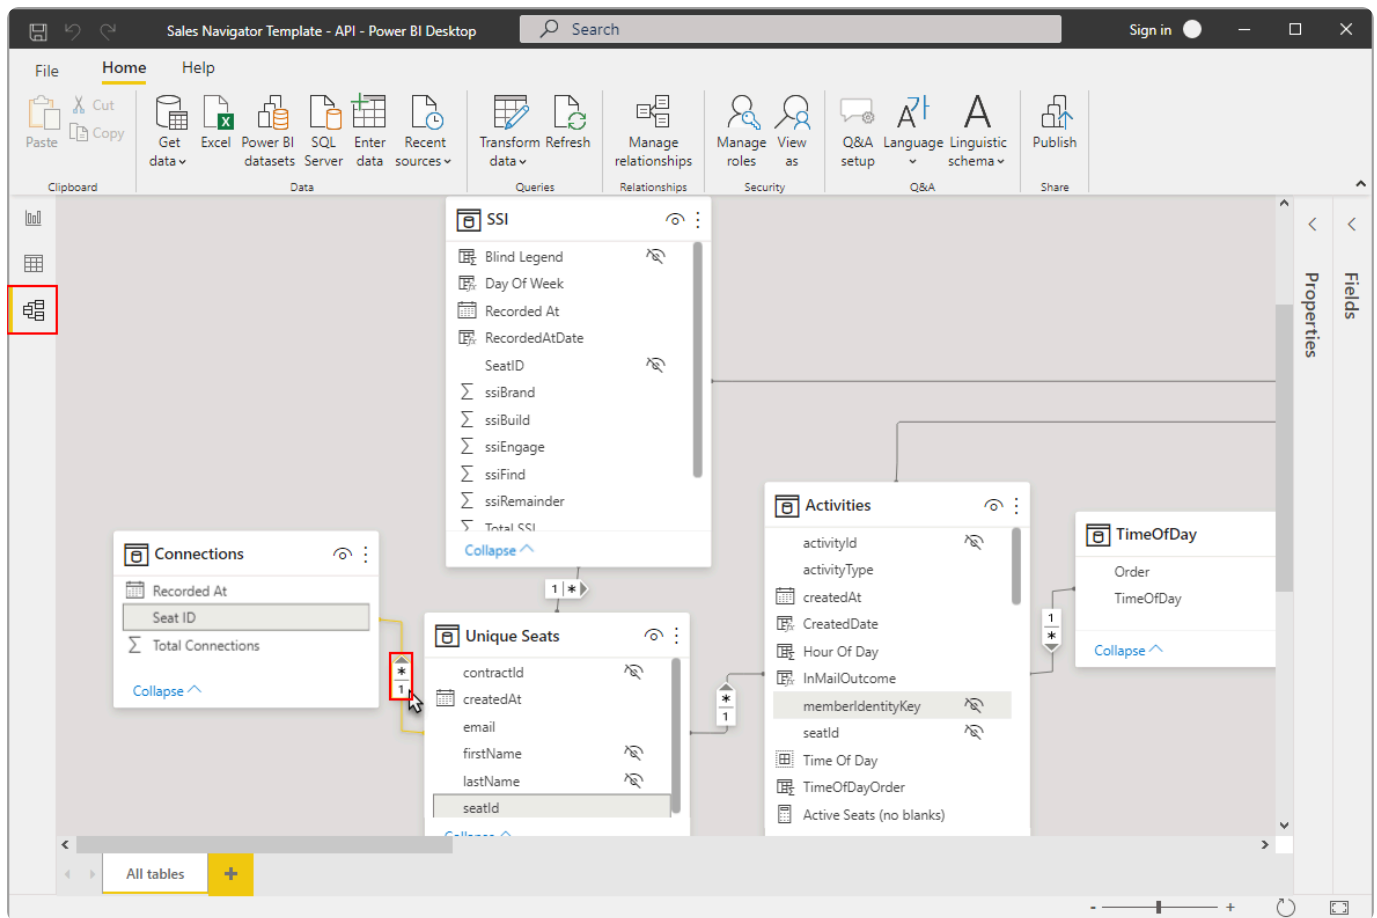 Sales Navigator Template - API - Power BI Desktop
Search
Sign in
File
Home
Help
Paste
Cut
Copy
Clipboard
Get data
Excel
Power BI datasets
SQL Server
Enter data
Recent sources
Data
Transform data
Refresh
Queries
Manage relationships
Relationships
Manage roles
View as
Security
Q&A setup
Language
Linguistic schema
Q&A
Publish
Share
SSI
Blind Legend
Day Of Week
Recorded At
RecordedAtDate
SeatID
ssiBrand
ssiBuild
ssiEngage
ssiFind
ssiRemainder
Total SSI
Collapse
1 *
Connections
Recorded At
Seat ID
Total Connections
Collapse
*
1
Unique Seats
contractId
createdAt
email
firstName
lastName
seatId
Collapse
*
1
Activities
activityId
activityType
createdAt
CreatedDate
Hour Of Day
InMailOutcome
memberIdentityKey
seatId
Time Of Day
TimeOfDayOrder
Active Seats (no blanks)
1
*
TimeOfDay
Order
TimeOfDay
Collapse
Properties
Fields
All tables
+
- +